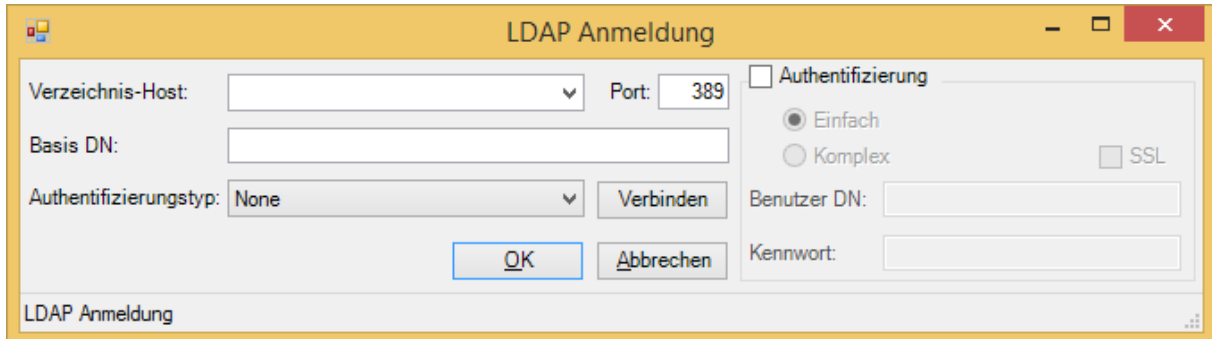 LDAP Anmeldung
Verzeichnis-Host:
Port: 389
Basis DN:
Authentifizierungstyp: None
Verbinden
OK
Abbrechen
Authentifizierung
Einfach
Komplex
SSL
Benutzer DN:
Kennwort:
LDAP Anmeldung